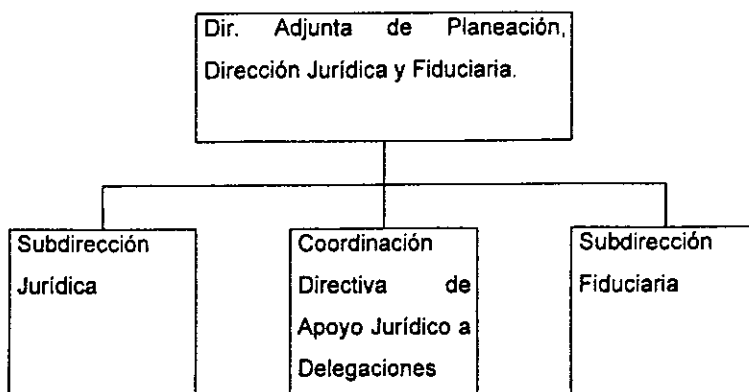 Dir. Adjunta de Planeación,
Dirección Jurídica y Fiduciaria.
Subdirección
Jurídica
Coordinación
Directiva de
Apoyo Jurídico a
Delegaciones
Subdirección
Fiduciaria